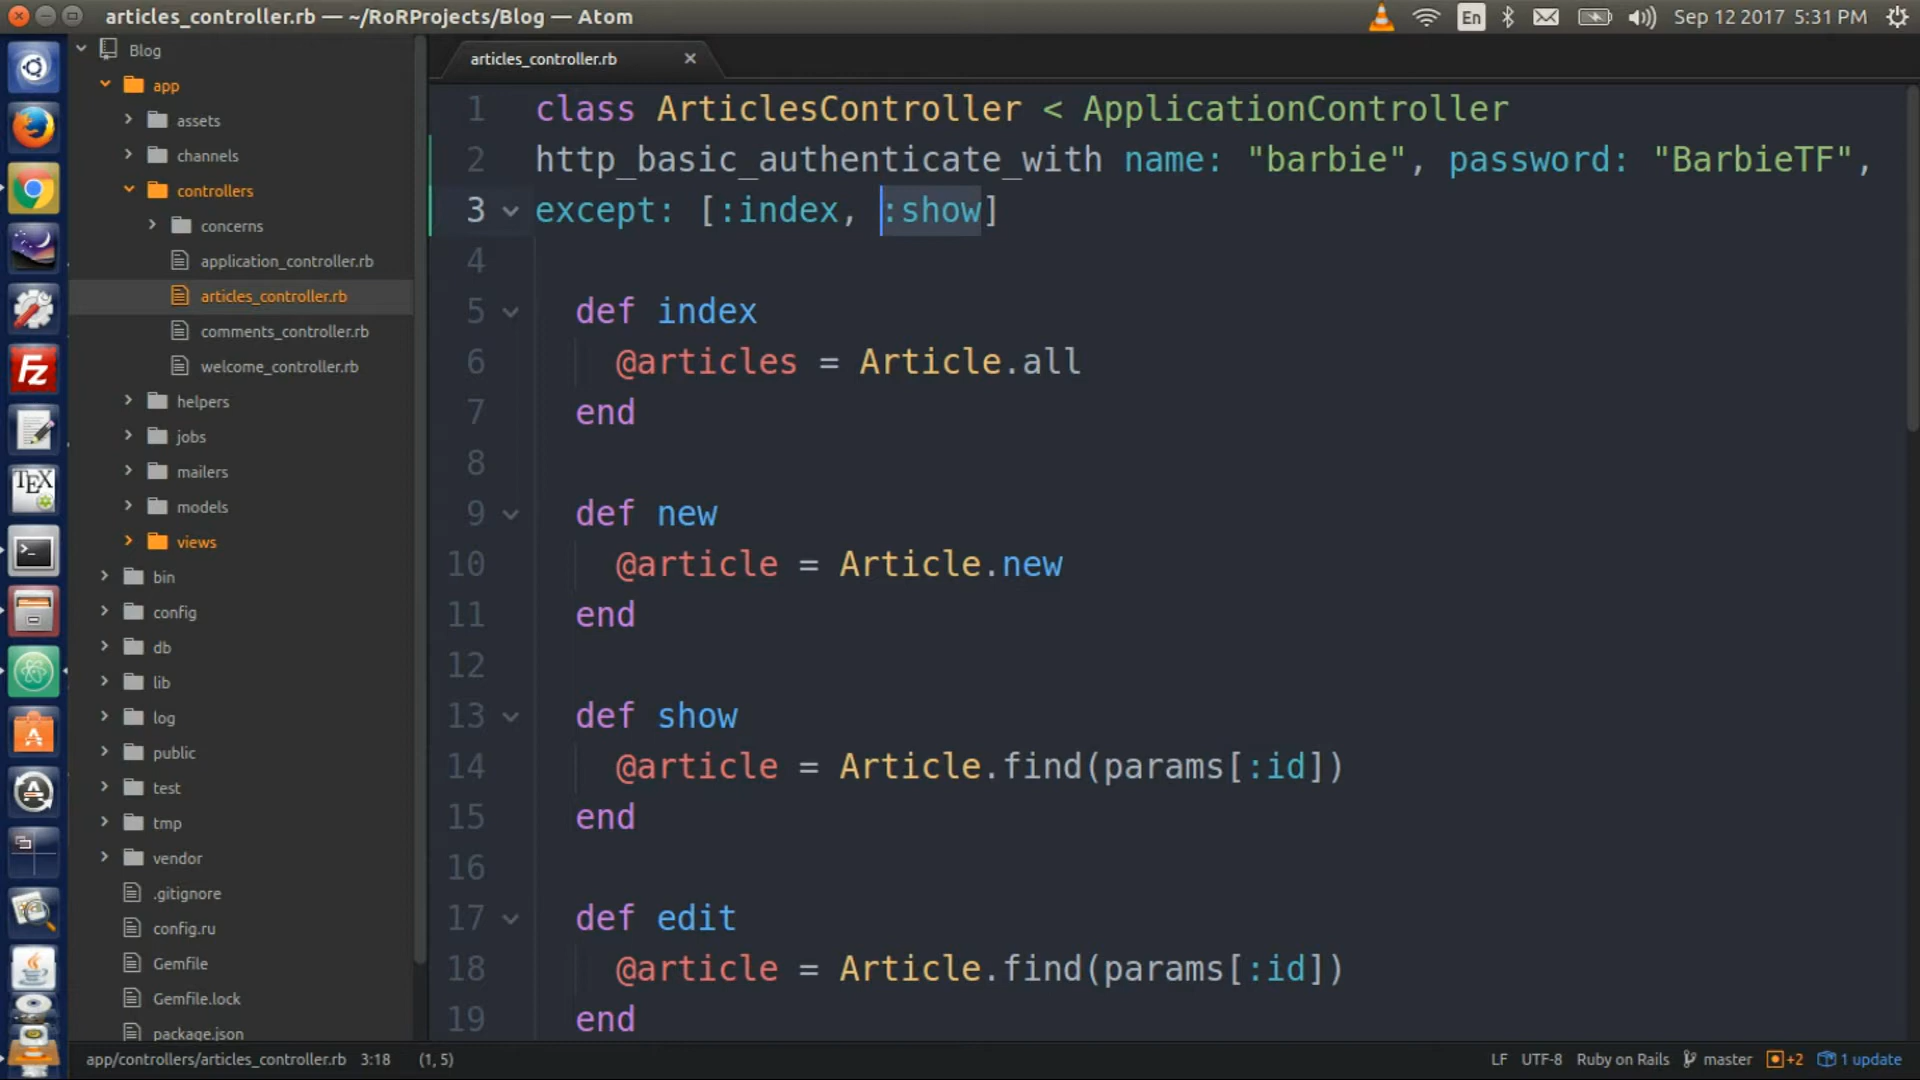 articles_controller.rb — ~/RoRProjects/Blog — Atom
En
Sep 12 2017 5:31 PM
Blog
app
assets
channels
controllers
concerns
application_controller.rb
articles_controller.rb
comments_controller.rb
welcome_controller.rb
helpers
jobs
mailers
models
views
bin
config
db
lib
log
public
test
tmp
vendor
.gitignore
config.ru
Gemfile
Gemfile.lock
package.json
FZ
TEX
articles_controller.rb
1 class ArticlesController < ApplicationController
2 http_basic_authenticate_with name: "barbie", password: "BarbieTF",
3 except: [:index, :show]
4
5 def index
6 @articles = Article.all
7 end
8
9 def new
10 @article = Article.new
11 end
12
13 def show
14 @article = Article.find(params[:id])
15 end
16
17 def edit
18 @article = Article.find(params[:id])
19 end
app/controllers/articles_controller.rb 3:18 (1, 5)
LF UTF-8 Ruby on Rails master +2 1 update